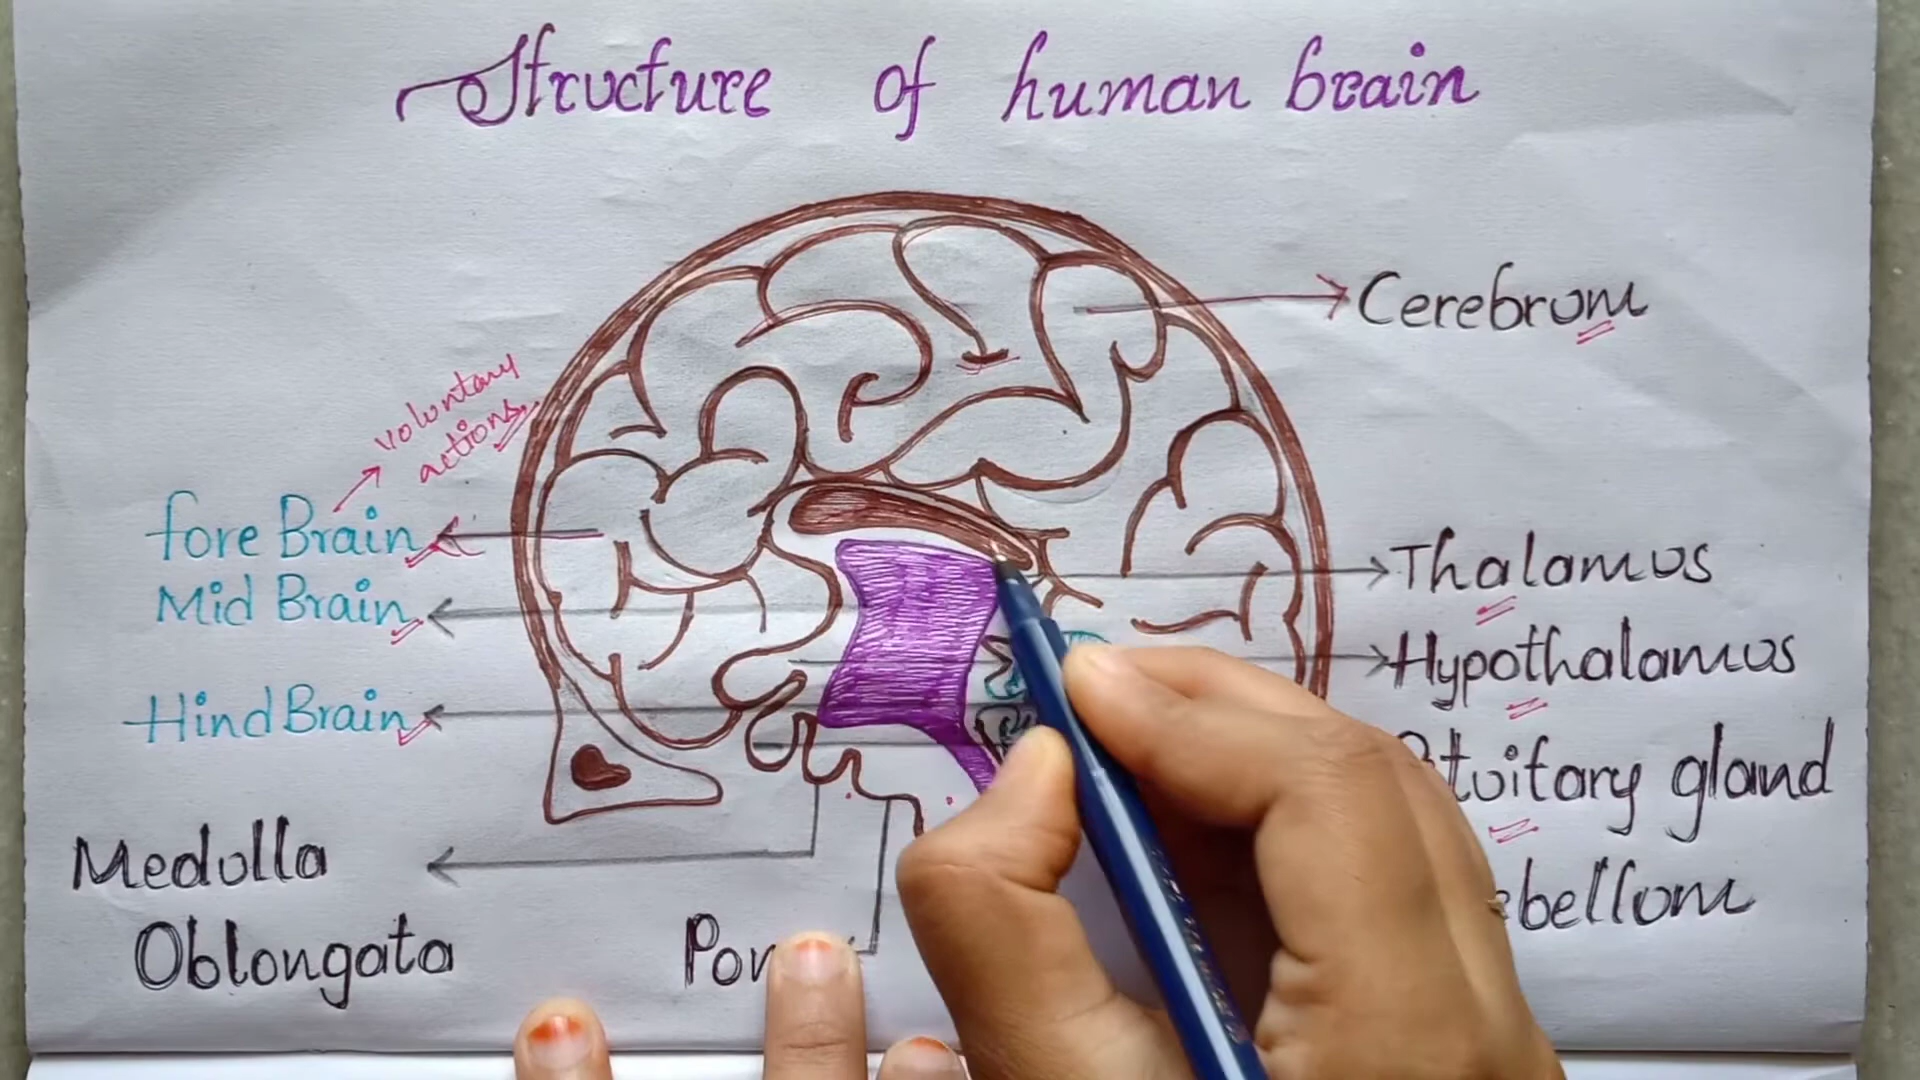 Structure of human brain
Cerebrum
voluntary
actions
fore Brain
Mid Brain
Hind Brain
Thalamus
Hypothalamus
gland
Medulla
Oblongata